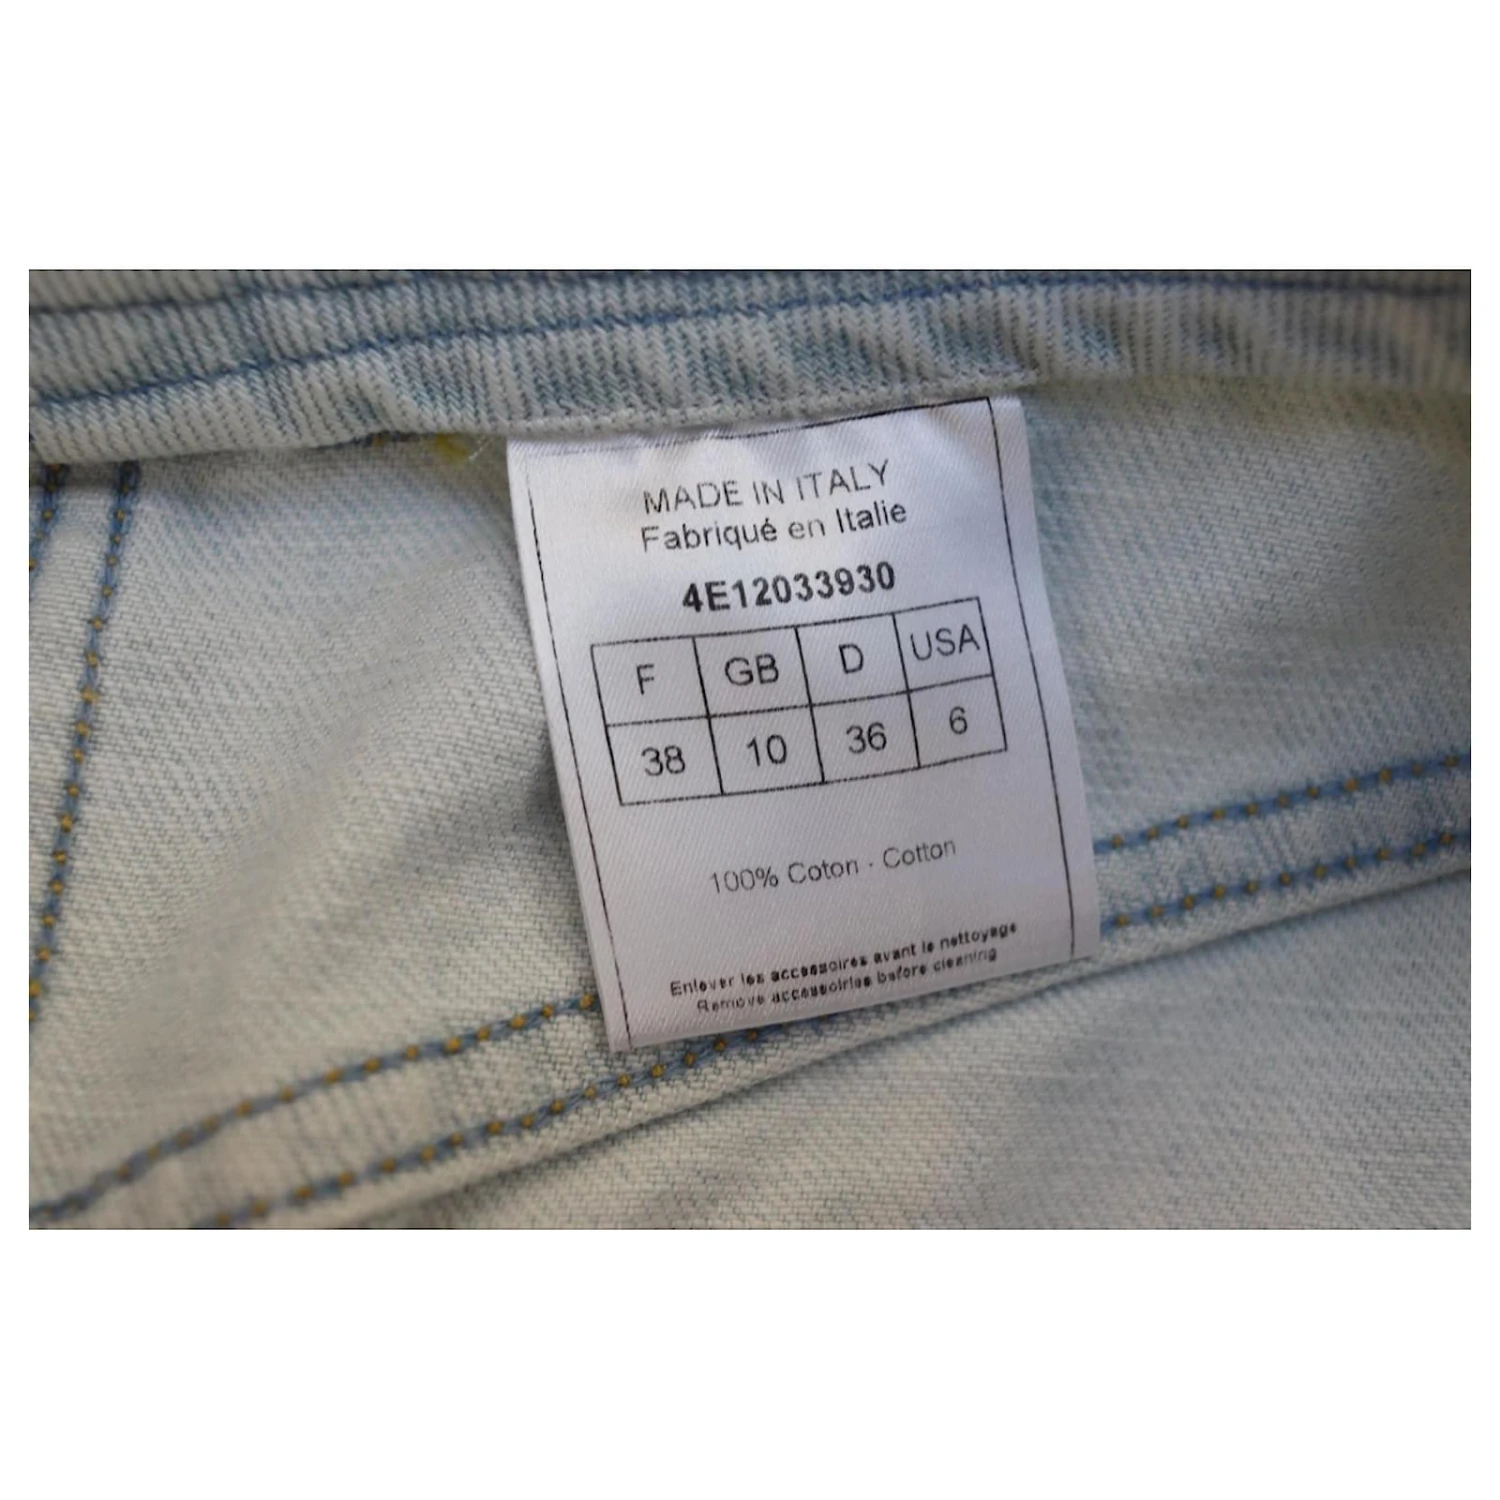 MADE IN ITALY
Fabriqué en Italie
4E12033930
F GB D USA
38 10 36 6
100% Coton · Cotton
Enlever les accessoires avant le nettoyage
Remove accessoiries before cleaning